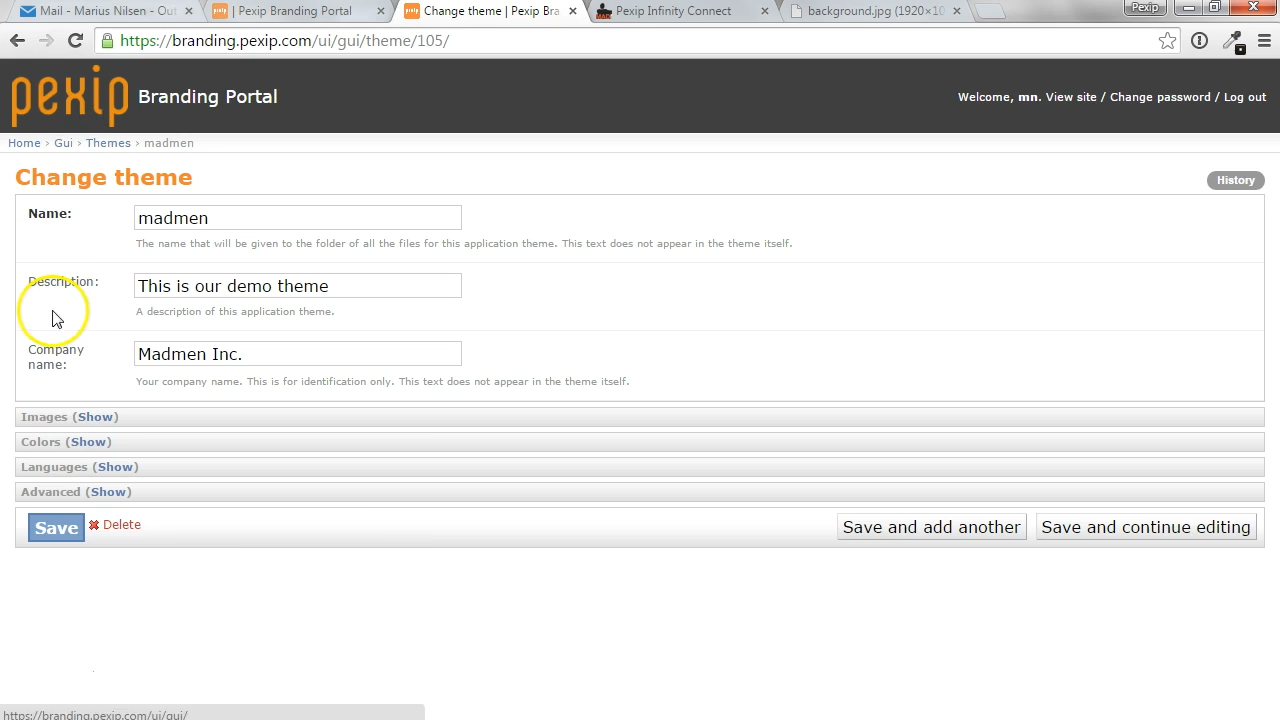 Mail - Marius Nilsen - Out
| Pexip Branding Portal
Change theme | Pexip Bra
Pexip Infinity Connect
background.jpg (1920×10
Pexip
https://branding.pexip.com/ui/gui/theme/105/
pexip Branding Portal
Welcome, mn. View site / Change password / Log out
Home › Gui › Themes › madmen
Change theme
History
Name:
madmen
The name that will be given to the folder of all the files for this application theme. This text does not appear in the theme itself.
Description:
This is our demo theme
A description of this application theme.
Company
name:
Madmen Inc.
Your company name. This is for identification only. This text does not appear in the theme itself.
Images (Show)
Colors (Show)
Languages (Show)
Advanced (Show)
Save
Delete
Save and add another
Save and continue editing
https://branding.pexip.com/ui/gui/